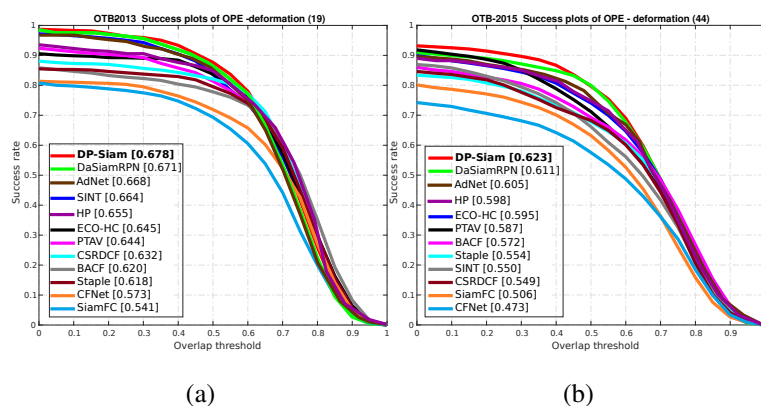 OTB2013 Success plots of OPE -deformation (19)
1
0.9
0.8
0.7
0.6
0.5
0.4
0.3
0.2
0.1
0
Success rate
DP-Siam [0.678]
DaSiamRPN [0.671]
AdNet [0.668]
SINT [0.664]
HP [0.655]
ECO-HC [0.645]
PTAV [0.644]
CSRDCF [0.632]
BACF [0.620]
Staple [0.618]
CFNet [0.573]
SiamFC [0.541]
0 0.1 0.2 0.3 0.4 0.5 0.6 0.7 0.8 0.9 1
Overlap threshold
(a)
OTB-2015 Success plots of OPE - deformation (44)
1
0.9
0.8
0.7
0.6
0.5
0.4
0.3
0.2
0.1
0
Success rate
DP-Siam [0.623]
DaSiamRPN [0.611]
AdNet [0.605]
HP [0.598]
ECO-HC [0.595]
PTAV [0.587]
BACF [0.572]
Staple [0.554]
SINT [0.550]
CSRDCF [0.549]
SiamFC [0.506]
CFNet [0.473]
0 0.1 0.2 0.3 0.4 0.5 0.6 0.7 0.8 0.9
Overlap threshold
(b)